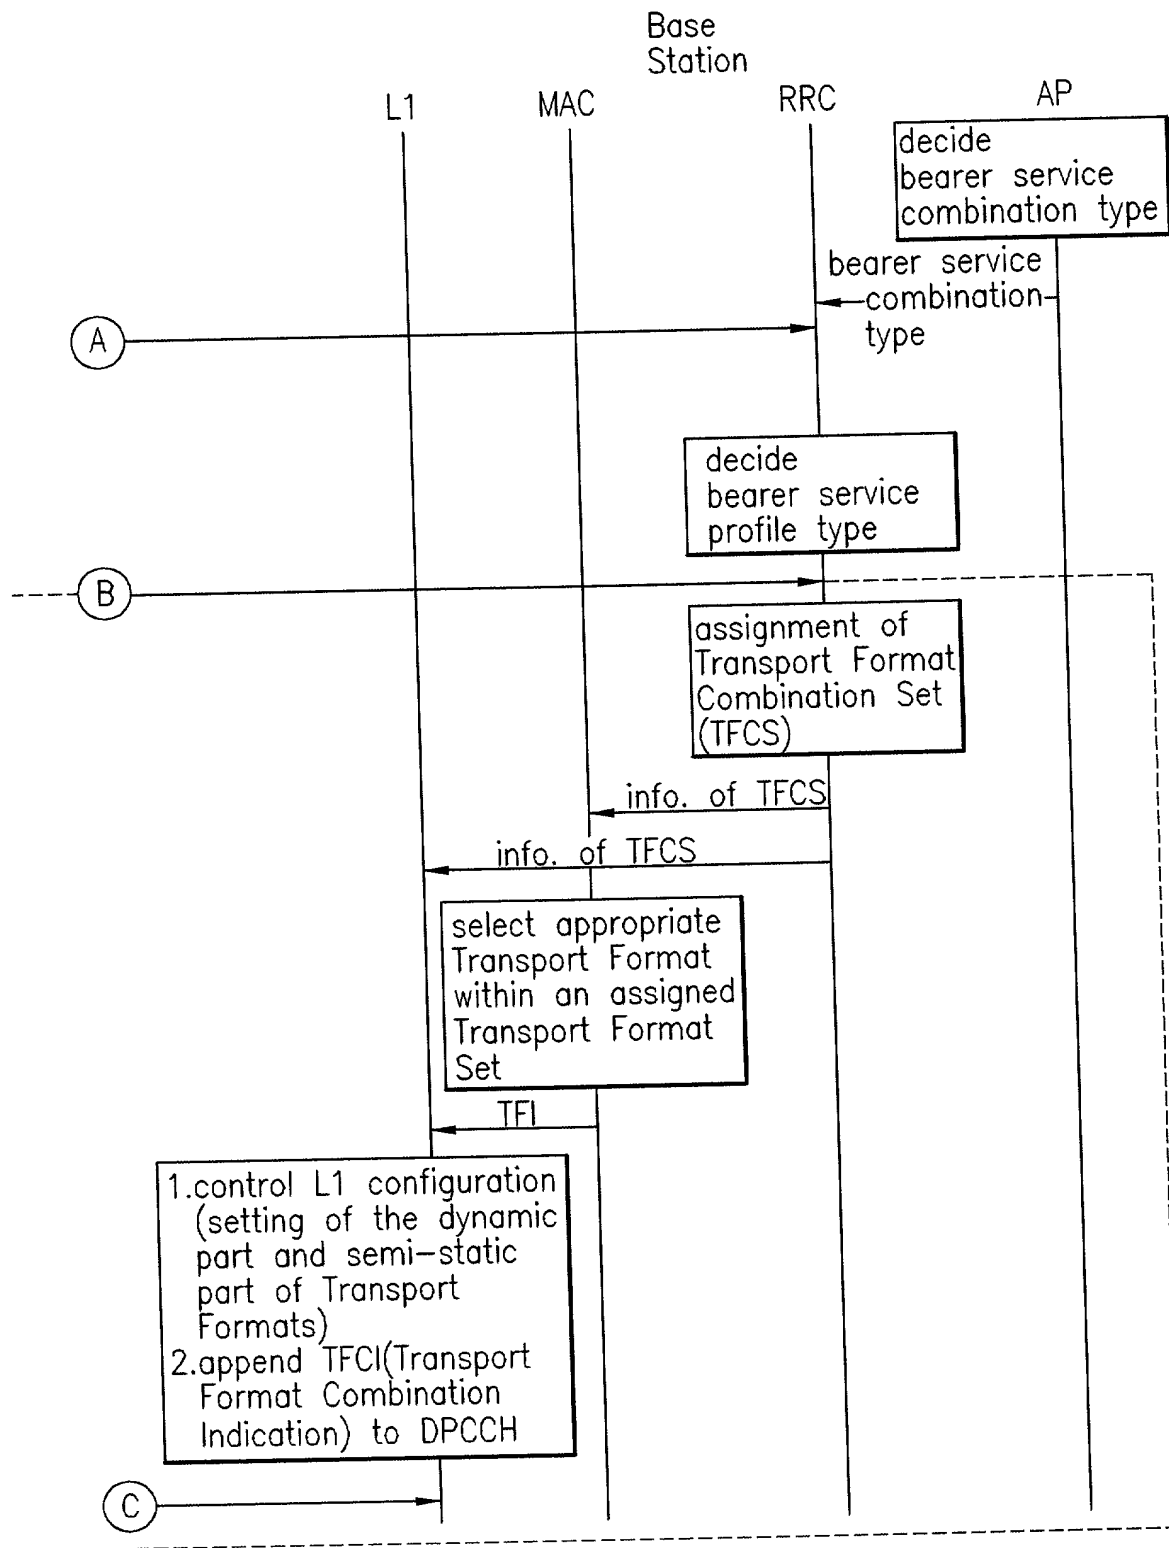 Base
Station
L1
MAC
RRC
AP
decide
bearer service
combination type
bearer service
combination
type
A
decide
bearer service
profile type
B
assignment of
Transport Format
Combination Set
(TFCS)
info. of TFCS
info. of TFCS
select appropriate
Transport Format
within an assigned
Transport Format
Set
TFI
1.control L1 configuration
(setting of the dynamic
part and semi-static
part of Transport
Formats)
2.append TFCI(Transport
Format Combination
Indication) to DPCCH
C